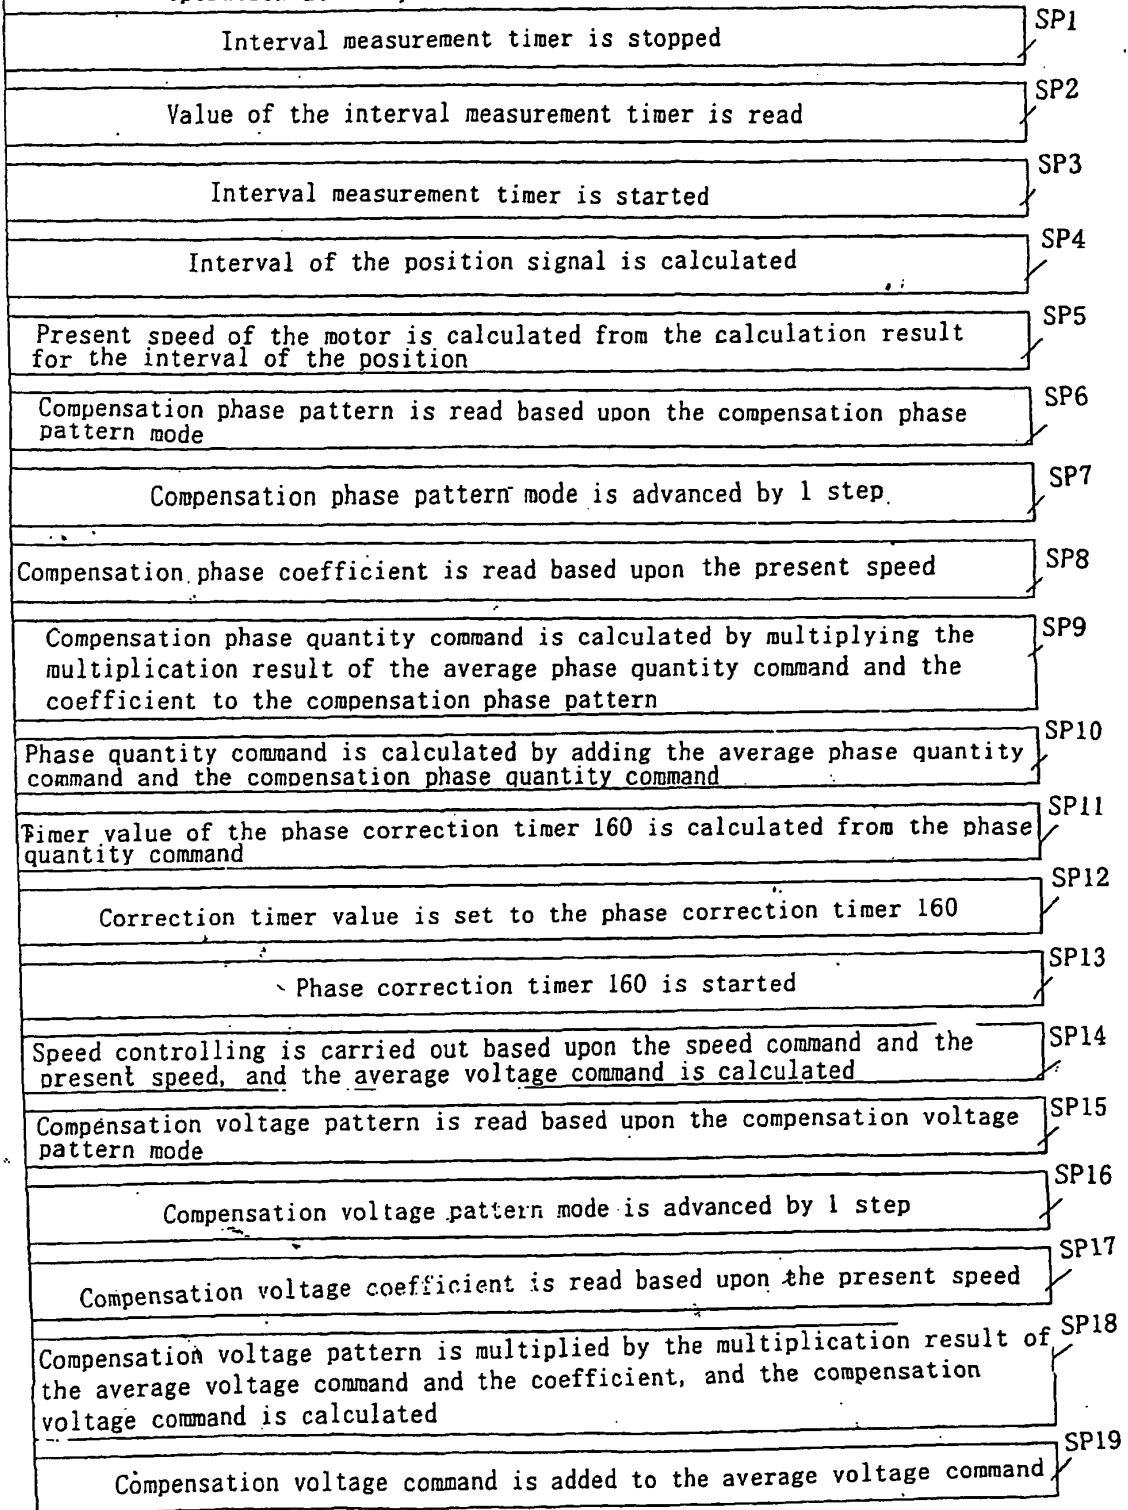 SP1
Interval measurement timer is stopped
SP2
Value of the interval measurement timer is read
SP3
Interval measurement timer is started
SP4
Interval of the position signal is calculated
SP5
Present speed of the motor is calculated from the calculation result
for the interval of the position
SP6
Compensation phase pattern is read based upon the compensation phase
pattern mode
SP7
Compensation phase pattern mode is advanced by 1 step
SP8
Compensation phase coefficient is read based upon the present speed
SP9
Compensation phase quantity command is calculated by multiplying the
multiplication result of the average phase quantity command and the
coefficient to the compensation phase pattern
SP10
Phase quantity command is calculated by adding the average phase quantity
command and the compensation phase quantity command
SP11
Timer value of the phase correction timer 160 is calculated from the phase
quantity command
SP12
Correction timer value is set to the phase correction timer 160
SP13
Phase correction timer 160 is started
SP14
Speed controlling is carried out based upon the speed command and the
present speed, and the average voltage command is calculated
SP15
Compensation voltage pattern is read based upon the compensation voltage
pattern mode
SP16
Compensation voltage pattern mode is advanced by 1 step
SP17
Compensation voltage coefficient is read based upon the present speed
SP18
Compensation voltage pattern is multiplied by the multiplication result of
the average voltage command and the coefficient, and the compensation
voltage command is calculated
SP19
Compensation voltage command is added to the average voltage command